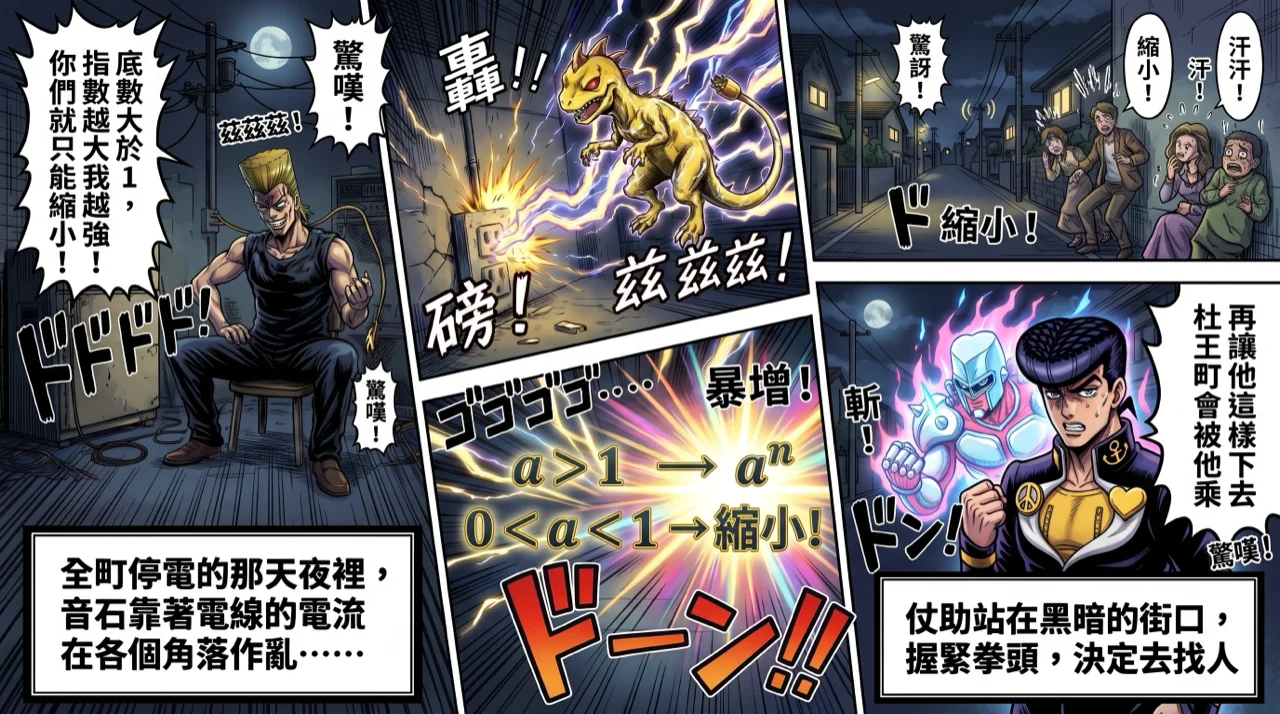 驚嘆！
底數大於1，
指數越大我越強！
你們就只能縮小！
茲茲茲！
ドドドド！
驚嘆！
全町停電的那天夜裡，
音石靠著電線的電流
在各個角落作亂⋯⋯
轟！！
磅！
茲茲茲！
ゴゴゴゴ‥‥
暴增！
a>1 → aⁿ
0<a<1→縮小!
ドーン!!
驚訝！
汗汗！
汗！
縮小！
ド 縮小！
再讓他這樣下去
杜王町會被他乘
斬！
ドン!
驚嘆！
仗助站在黑暗的街口，
握緊拳頭，決定去找人